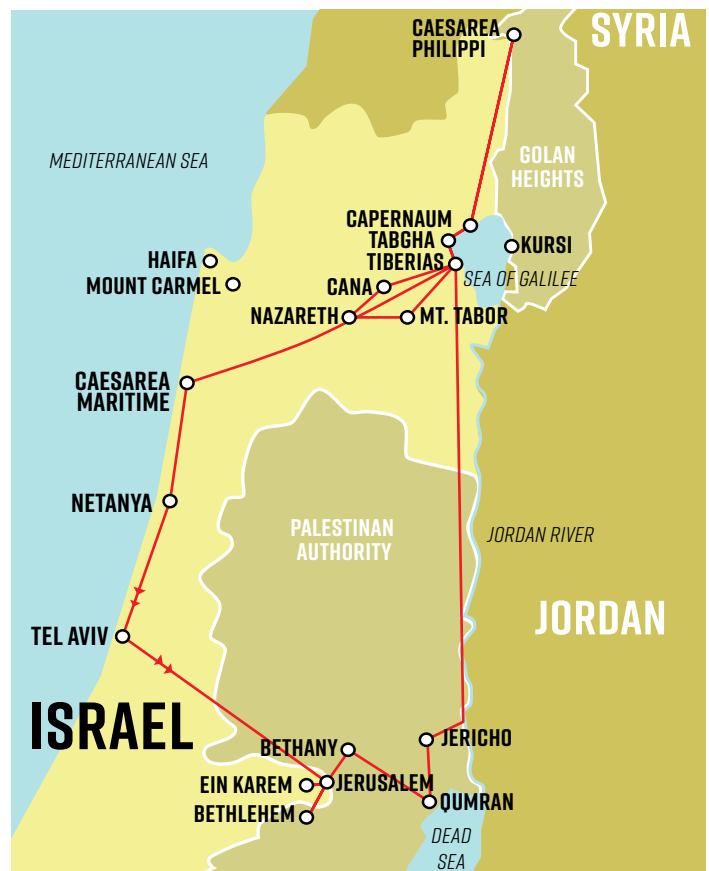 CAESAREA
PHILIPPI
SYRIA
MEDITERRANEAN SEA
GOLAN
HEIGHTS
CAPERNAUM
TABGHA
KURSI
HAIFA
TIBERIAS
SEA OF GALILEE
MOUNT CARMEL
CANA
NAZARETH
MT. TABOR
CAESAREA
MARITIME
NETANYA
PALESTINAN
AUTHORITY
JORDAN RIVER
TEL AVIV
JORDAN
ISRAEL
BETHANY
JERICHO
EIN KAREM
JERUSALEM
QUMRAN
BETHLEHEM
DEAD
SEA